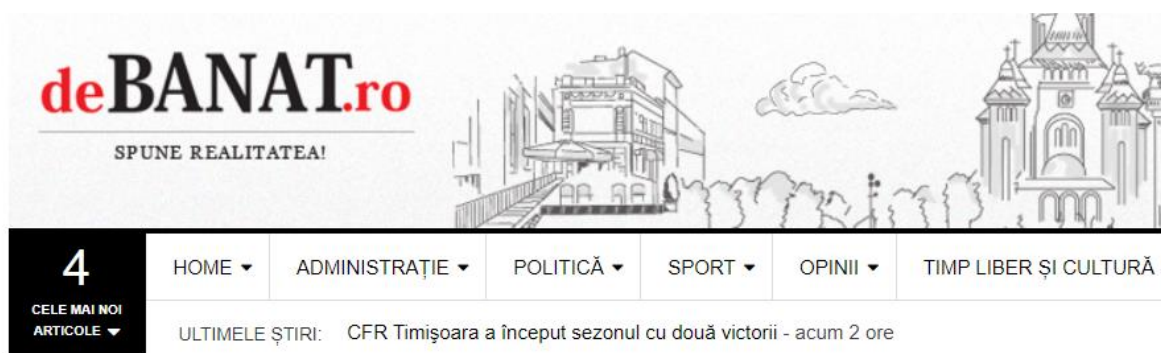 deBANAT.ro
SPUNE REALITATEA!
4
CELE MAI NOI
ARTICOLE
HOME
ADMINISTRAȚIE
POLITICĂ
SPORT
OPINII
TIMP LIBER ȘI CULTURĂ
ULTIMELE ȘTIRI: CFR Timişoara a început sezonul cu două victorii - acum 2 ore